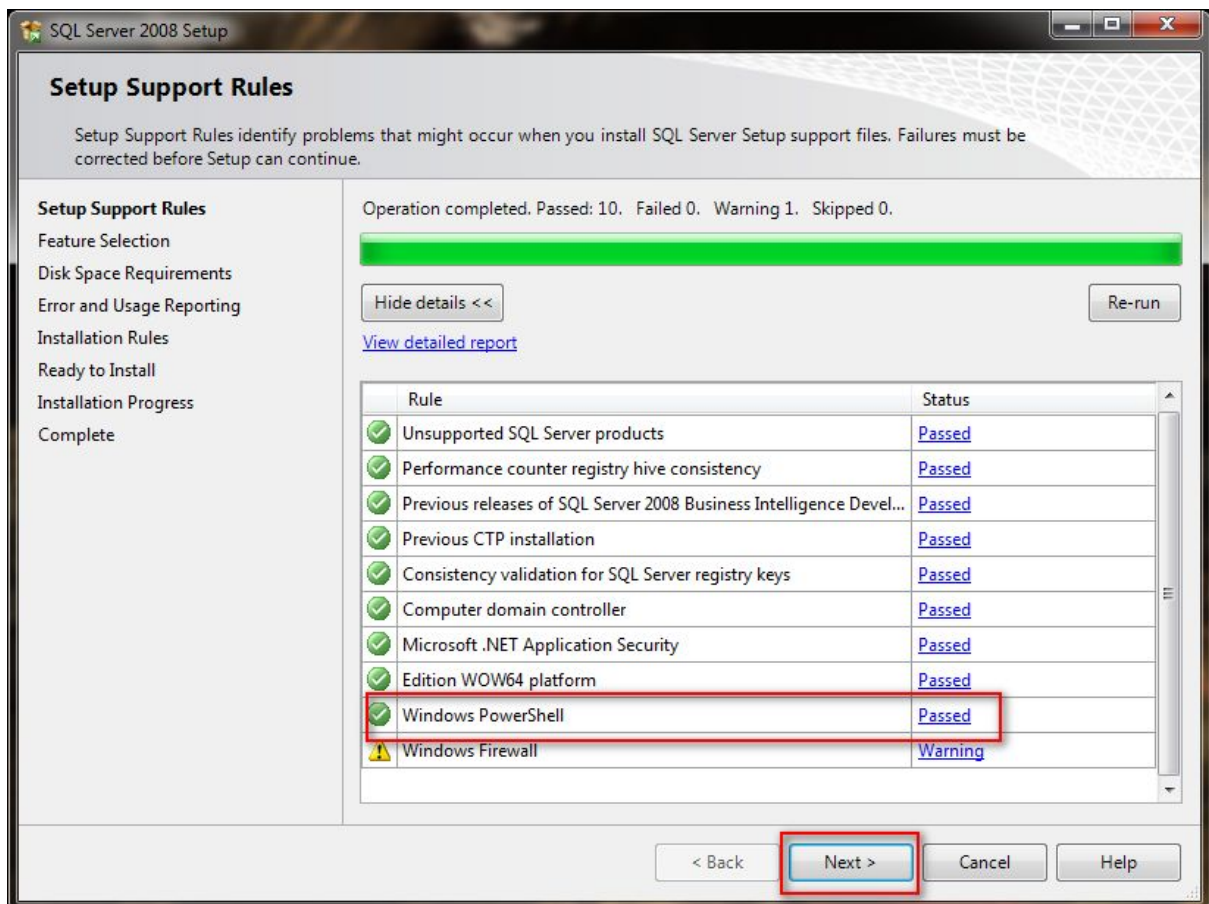 SQL Server 2008 Setup
Setup Support Rules
Setup Support Rules identify problems that might occur when you install SQL Server Setup support files. Failures must be
corrected before Setup can continue.
Setup Support Rules
Feature Selection
Disk Space Requirements
Error and Usage Reporting
Installation Rules
Ready to Install
Installation Progress
Complete
Operation completed. Passed: 10. Failed 0. Warning 1. Skipped 0.
Hide details <<
Re-run
View detailed report
Rule Status
Unsupported SQL Server products Passed
Performance counter registry hive consistency Passed
Previous releases of SQL Server 2008 Business Intelligence Devel... Passed
Previous CTP installation Passed
Consistency validation for SQL Server registry keys Passed
Computer domain controller Passed
Microsoft .NET Application Security Passed
Edition WOW64 platform Passed
Windows PowerShell Passed
Windows Firewall Warning
< Back Next > Cancel Help